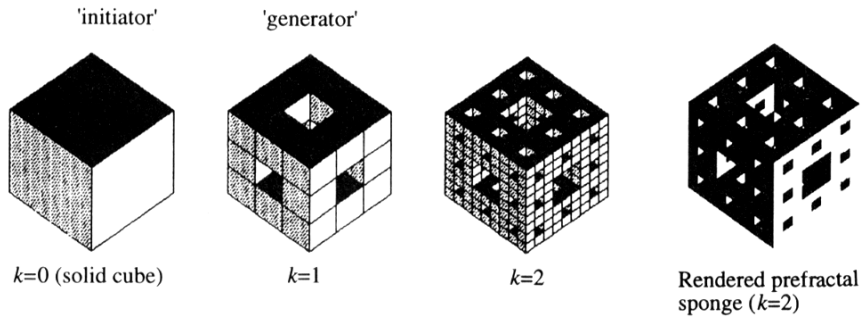 'initiator'
'generator'
k=0 (solid cube)
k=1
k=2
Rendered prefractal
sponge (k=2)